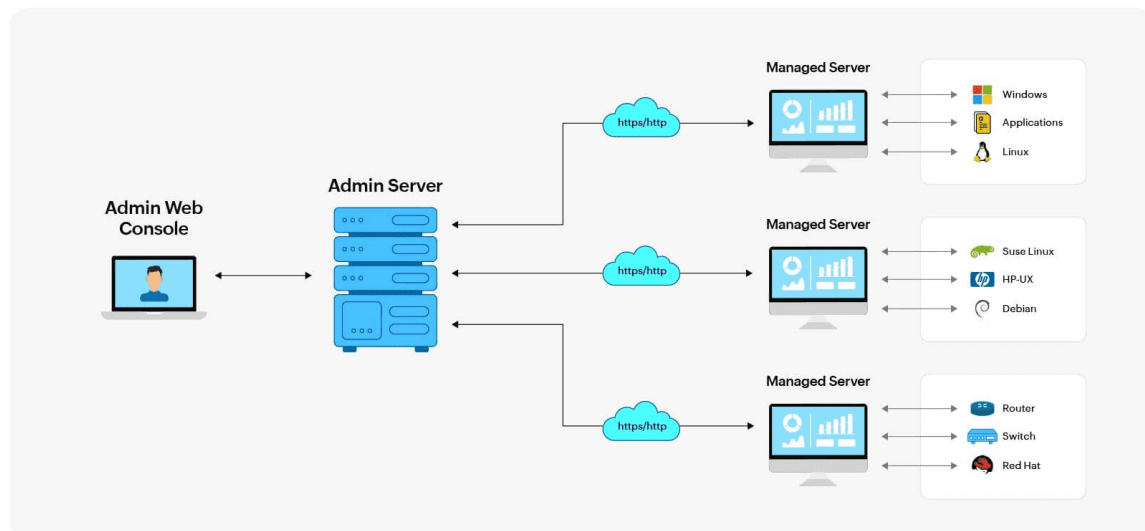 Admin Web
Console
Admin Server
https/http
https/http
https/http
Managed Server
Windows
Applications
Linux
Managed Server
Suse Linux
hp
HP-UX
Debian
Managed Server
Router
Switch
Red Hat